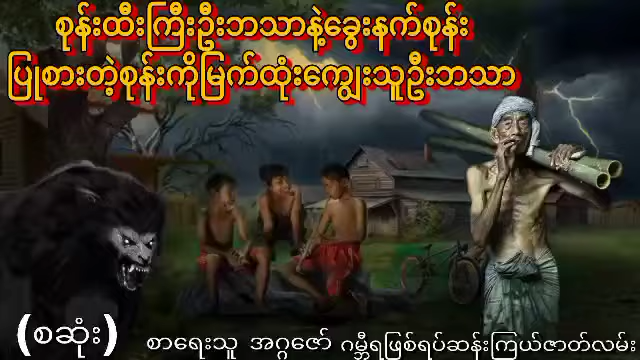 စုန်းထီးကြီးဦးဘသာနဲ့ခွေးနက်စုန်း
ပြုစားတဲ့စုန်းကိုမြက်ထုံးကျွေးသူဦးဘသာ
(စဆုံး)
စာရေးသူ အဂ္ဂဇော် ဂမ္ဘီရဖြစ်ရပ်ဆန်းကြယ်ဇာတ်လမ်း